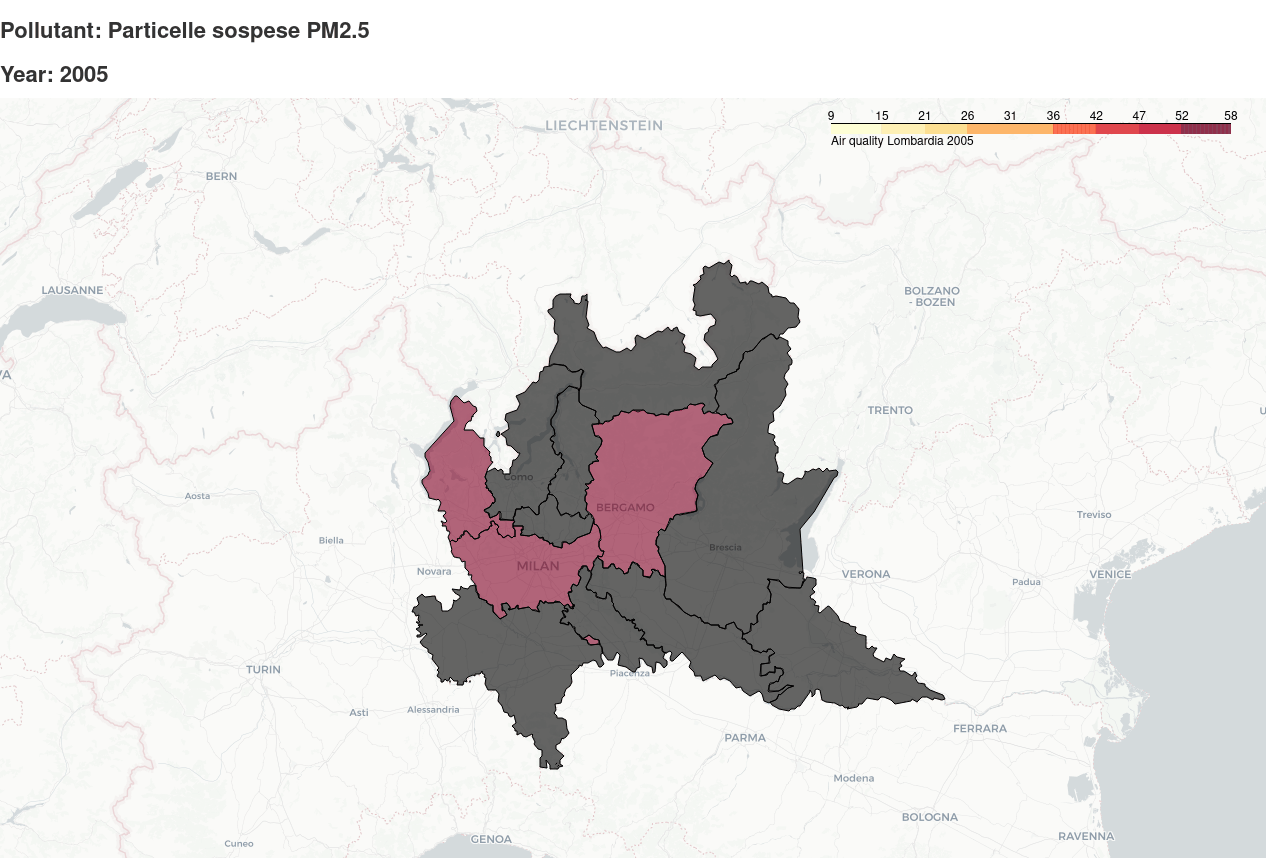 Pollutant: Particelle sospese PM2.5
Year: 2005
9 15 21 26 31 36 42 47 52 58
Air quality Lombardia 2005
LIECHTENSTEIN
BERN
LAUSANNE
BOLZANO
- BOZEN
VA
TRENTO
U
Como
Aosta
BERGAMO
Treviso
Biella
Brescia
MILAN
Novara
VERONA
VENICE
Padua
TURIN
Piacenza
Asti
Alessandria
FERRARA
PARMA
Modena
BOLOGNA
RAVENNA
GENOA
Cuneo